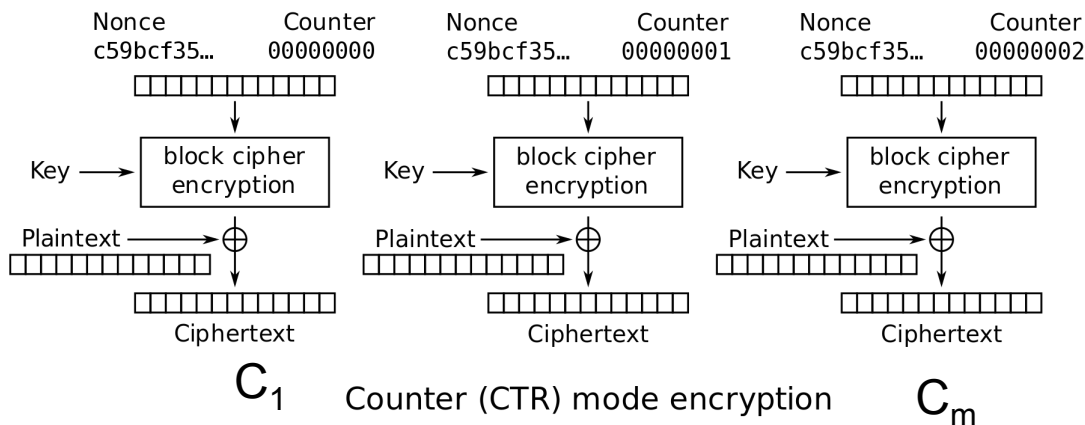 Nonce Counter Nonce Counter Nonce Counter
c59bcf35… 00000000 c59bcf35… 00000001 c59bcf35… 00000002
Key block cipher encryption Key block cipher encryption Key block cipher encryption
Plaintext Plaintext Plaintext
Ciphertext Ciphertext Ciphertext
C1 Counter (CTR) mode encryption Cm